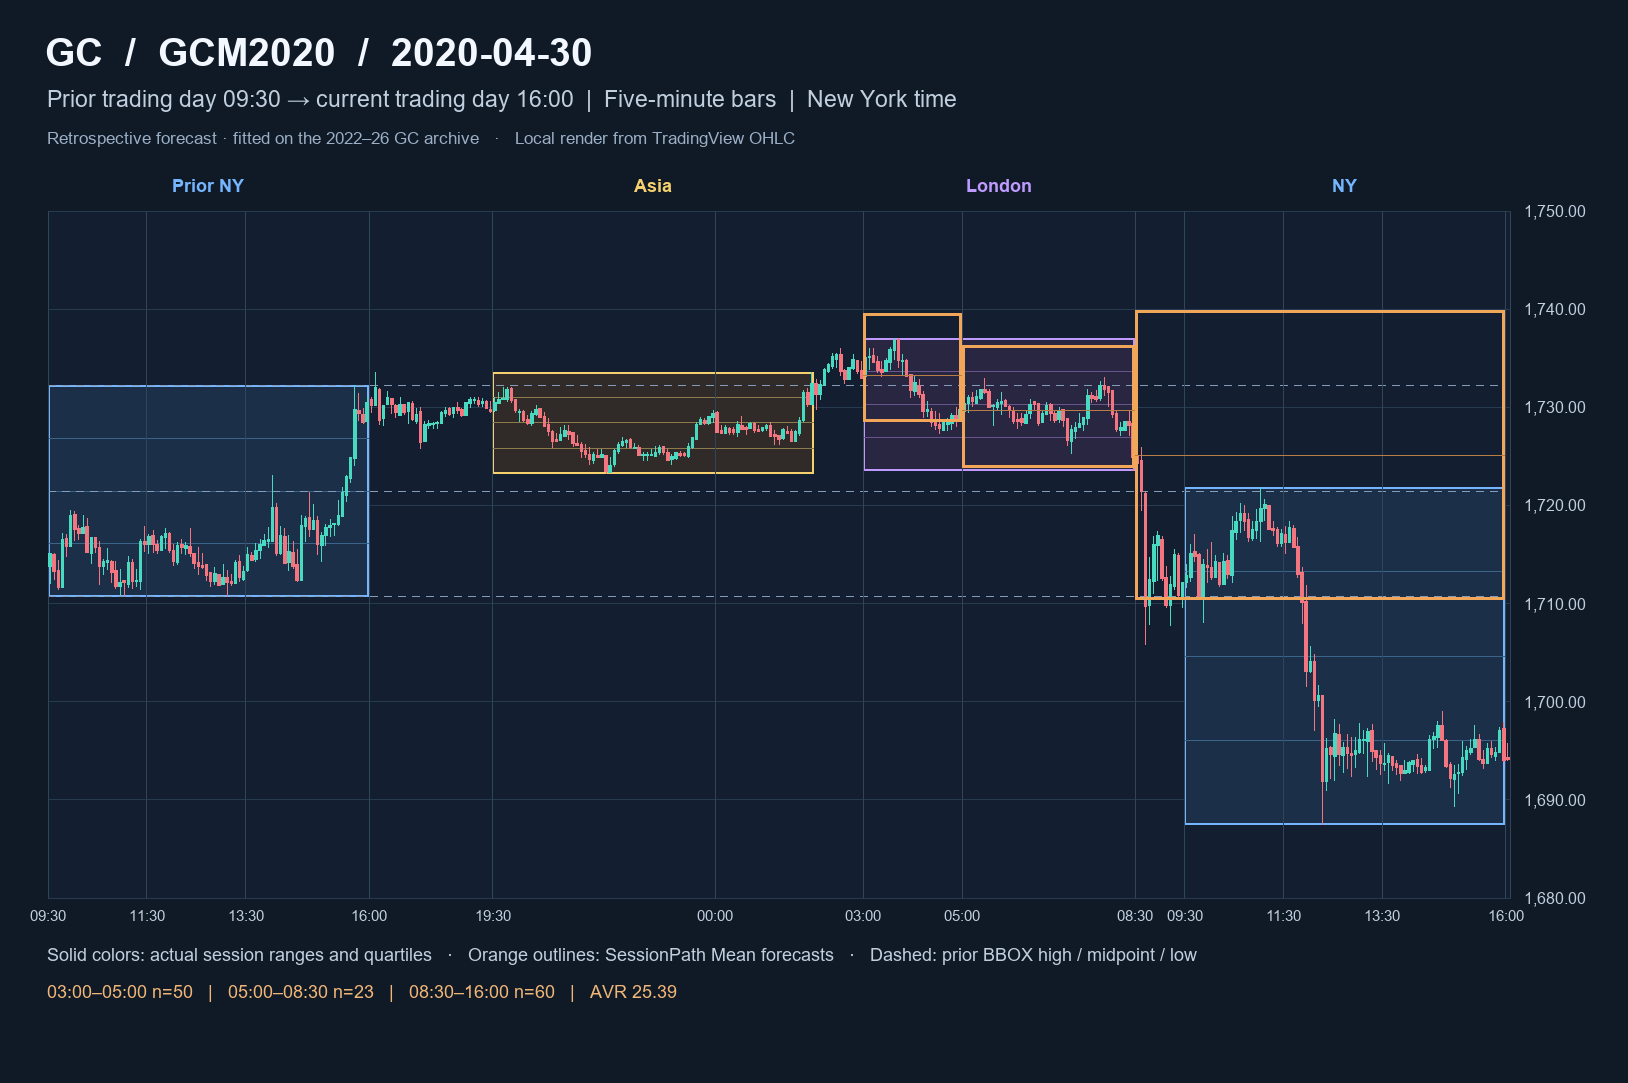 GC / GCM2020 / 2020-04-30
Prior trading day 09:30 → current trading day 16:00 | Five-minute bars | New York time
Retrospective forecast · fitted on the 2022–26 GC archive · Local render from TradingView OHLC
Prior NY Asia London NY
1,750.00
1,740.00
1,730.00
1,720.00
1,710.00
1,700.00
1,690.00
1,680.00
09:30 11:30 13:30 16:00 19:30 00:00 03:00 05:00 08:30 09:30 11:30 13:30 16:00
Solid colors: actual session ranges and quartiles · Orange outlines: SessionPath Mean forecasts · Dashed: prior BBOX high / midpoint / low
03:00–05:00 n=50 | 05:00–08:30 n=23 | 08:30–16:00 n=60 | AVR 25.39